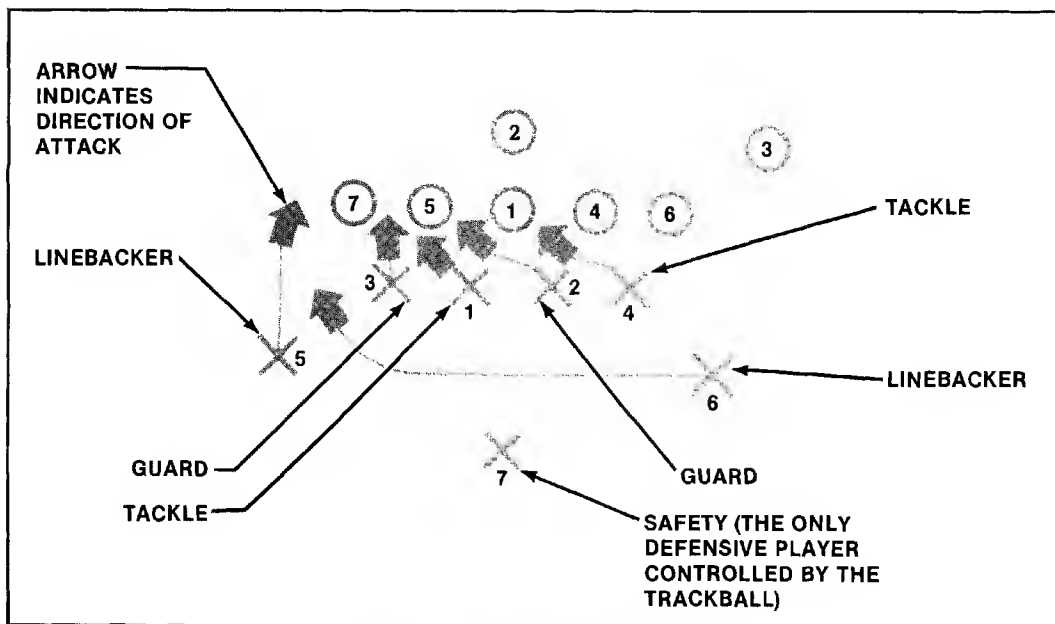 ARROW
INDICATES
DIRECTION OF
ATTACK
2
3
7
5
1
4
6
TACKLE
LINEBACKER
3
1
2
4
5
6
LINEBACKER
7
GUARD
TACKLE
GUARD
SAFETY (THE ONLY
DEFENSIVE PLAYER
CONTROLLED BY THE
TRACKBALL)